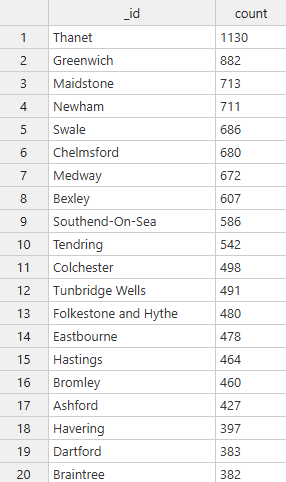 _id count
1 Thanet 1130
2 Greenwich 882
3 Maidstone 713
4 Newham 711
5 Swale 686
6 Chelmsford 680
7 Medway 672
8 Bexley 607
9 Southend-On-Sea 586
10 Tendring 542
11 Colchester 498
12 Tunbridge Wells 491
13 Folkestone and Hythe 480
14 Eastbourne 478
15 Hastings 464
16 Bromley 460
17 Ashford 427
18 Havering 397
19 Dartford 383
20 Braintree 382